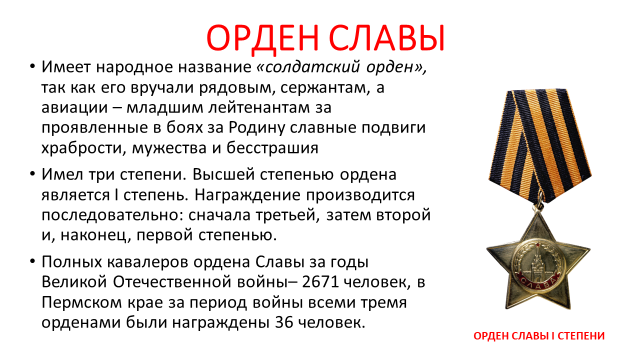 ОРДЕН СЛАВЫ
• Имеет народное название «солдатский орден»,
так как его вручали рядовым, сержантам, а
авиации – младшим лейтенантам за
проявленные в боях за Родину славные подвиги
храбрости, мужества и бесстрашия
• Имел три степени. Высшей степенью ордена
является I степень. Награждение производится
последовательно: сначала третьей, затем второй
и, наконец, первой степенью.
• Полных кавалеров ордена Славы за годы
Великой Отечественной войны– 2671 человек, в
Пермском крае за период войны всеми тремя
орденами были награждены 36 человек.
СЛАВА
ОРДЕН СЛАВЫ I СТЕПЕНИ